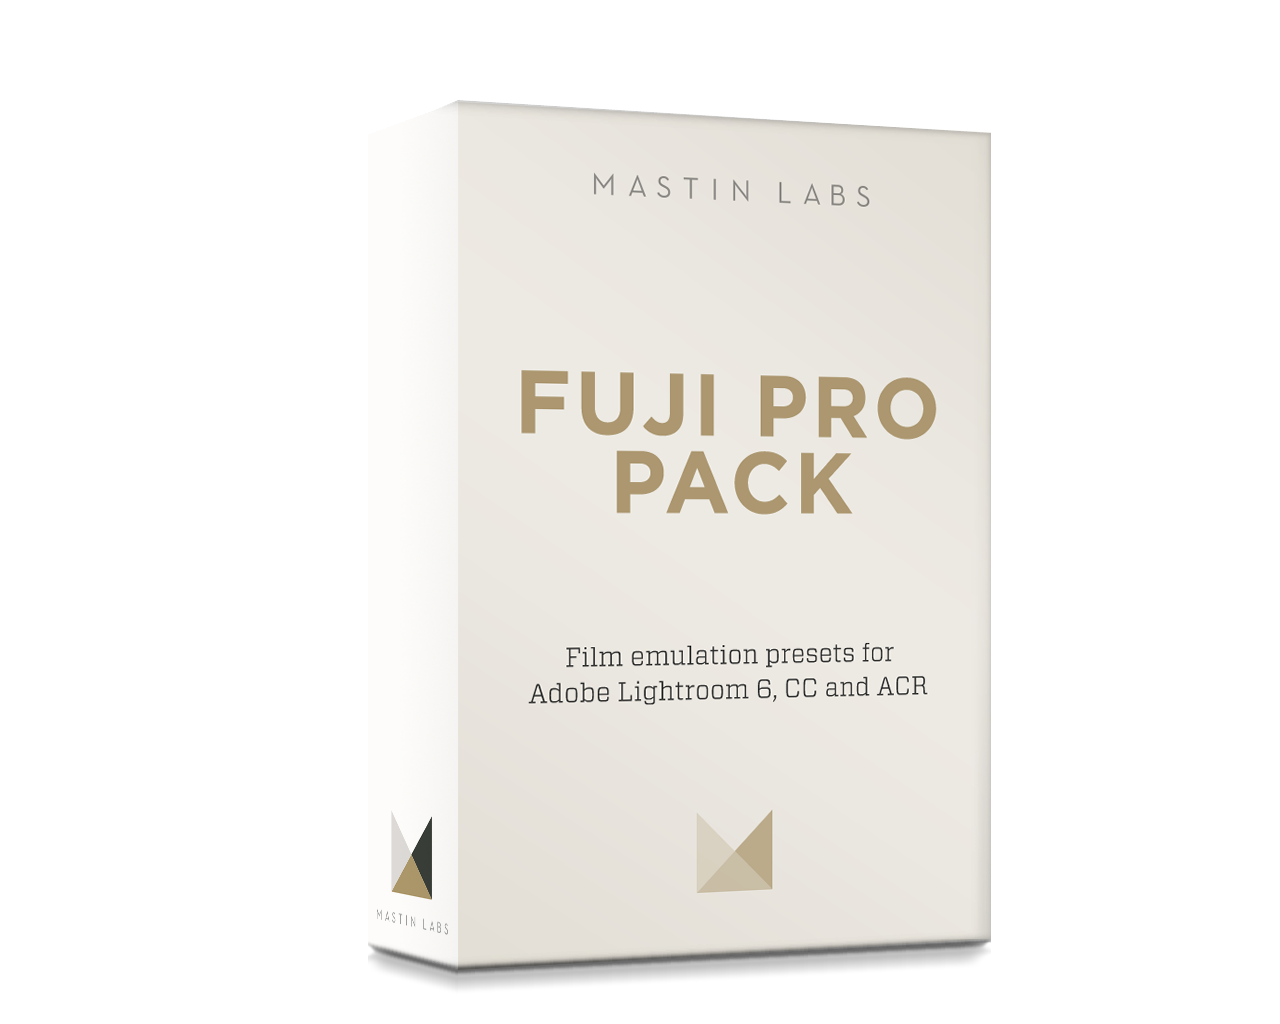 MASTIN LABS
FUJI PRO
PACK
Film emulation presets for
Adobe Lightroom 6, CC and ACR
MASTIN LABS